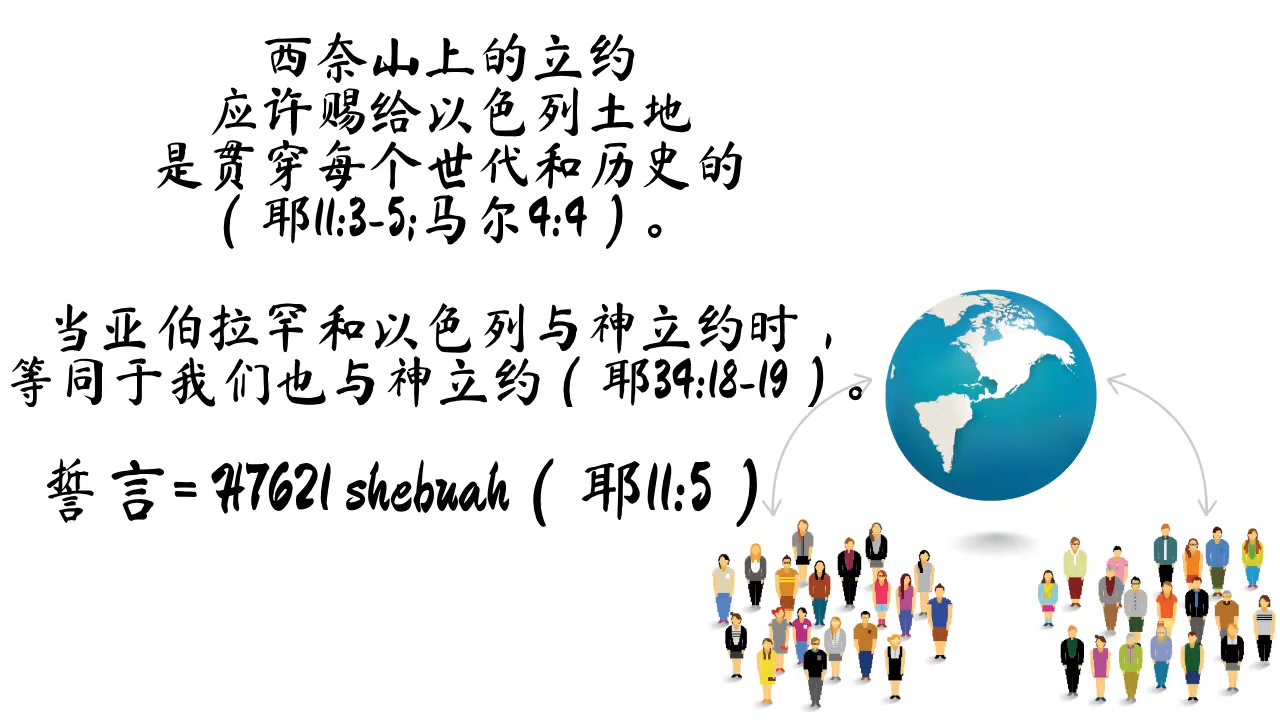 西奈山上的立约
应许赐给以色列土地
是贯穿每个世代和历史的
（耶11:3-5;马尔4:4）。
当亚伯拉罕和以色列与神立约时，
等同于我们也与神立约（耶34:18-19）。
誓言=H7621 shebuah（耶11:5）